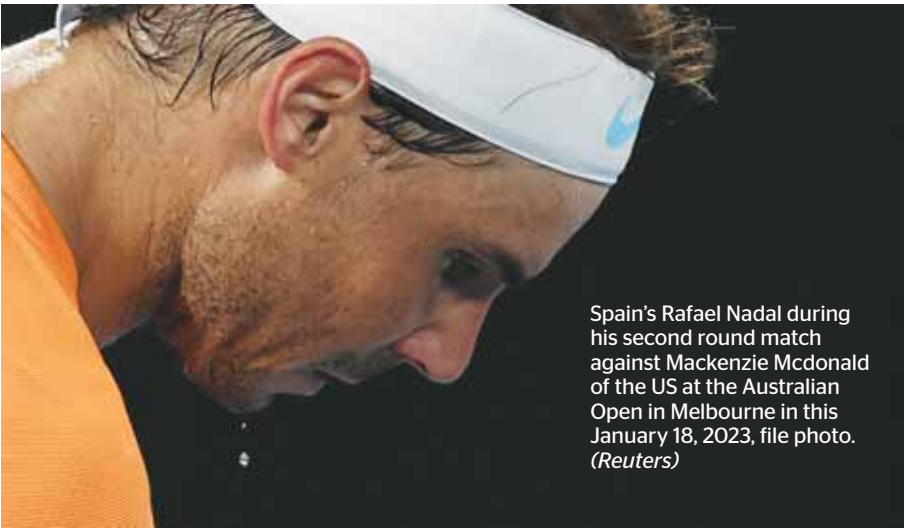 Spain's Rafael Nadal during
his second round match
against Mackenzie Mcdonald
of the US at the Australian
Open in Melbourne in this
January 18, 2023, file photo.
(Reuters)